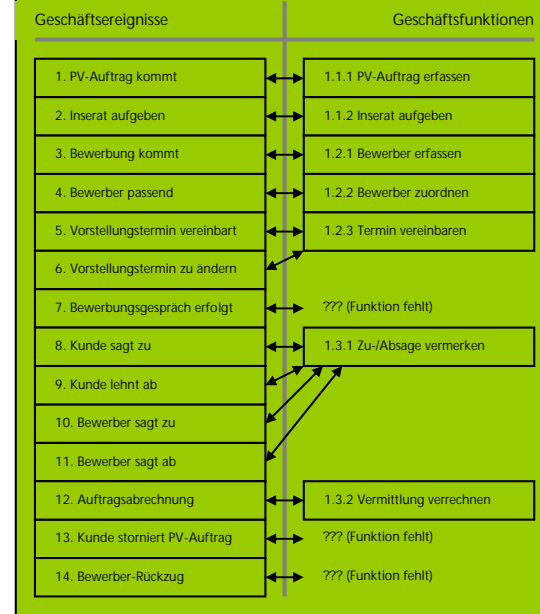 Geschäftsereignisse Geschäftsfunktionen
1. PV-Auftrag kommt 1.1.1 PV-Auftrag erfassen
2. Inserat aufgeben 1.1.2 Inserat aufgeben
3. Bewerbung kommt 1.2.1 Bewerber erfassen
4. Bewerber passend 1.2.2 Bewerber zuordnen
5. Vorstellungstermin vereinbart 1.2.3 Termin vereinbaren
6. Vorstellungstermin zu ändern
7. Bewerbungsgespräch erfolgt ??? (Funktion fehlt)
8. Kunde sagt zu 1.3.1 Zu-/Absage vermerken
9. Kunde lehnt ab
10. Bewerber sagt zu
11. Bewerber sagt ab
12. Auftragsabrechnung 1.3.2 Vermittlung verrechnen
13. Kunde storniert PV-Auftrag ??? (Funktion fehlt)
14. Bewerber-Rückzug ??? (Funktion fehlt)